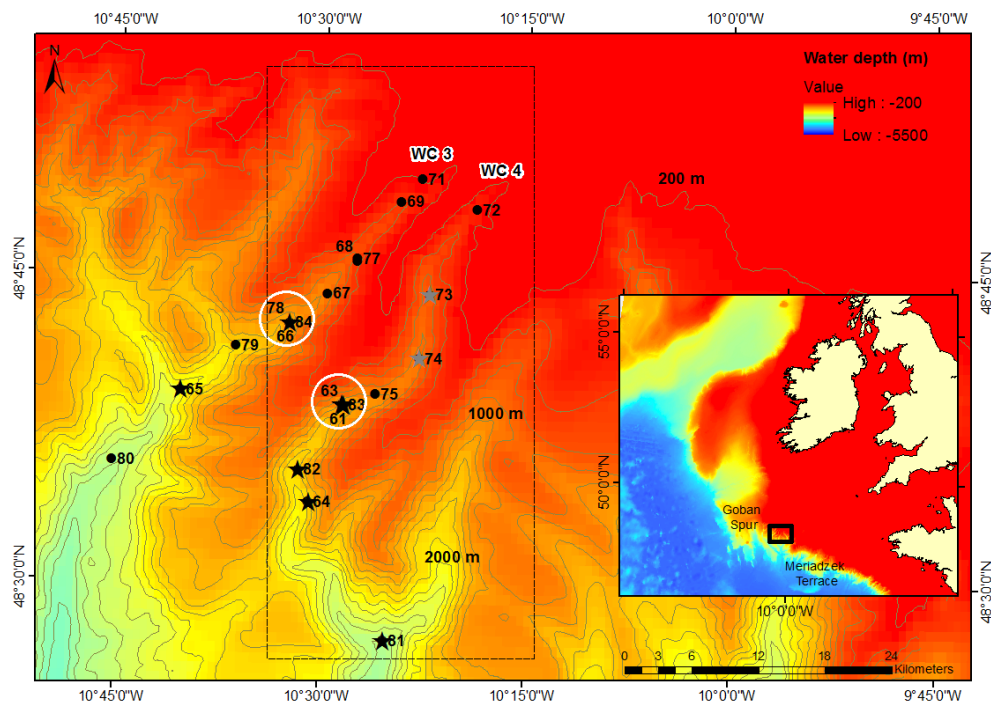 10°45'0"W
10°30'0"W
10°15'0"W
10°0'0"W
9°45'0"W
N
Water depth (m)
Value
High : -200
Low : -5500
WC 3
WC 4
71
69
72
200 m
68
77
48°45'0"N
48°45'0"N
67
73
78
84
66
79
74
65
63
83
61
75
1000 m
80
82
64
2000 m
81
55°0'0"N
50°0'0"N
Goban
Spur
Meriadzek
Terrace
10°0'0"W
48°30'0"N
48°30'0"N
0 3 6 12 18 24
Kilometers
10°45'0"W
10°30'0"W
10°15'0"W
10°0'0"W
9°45'0"W